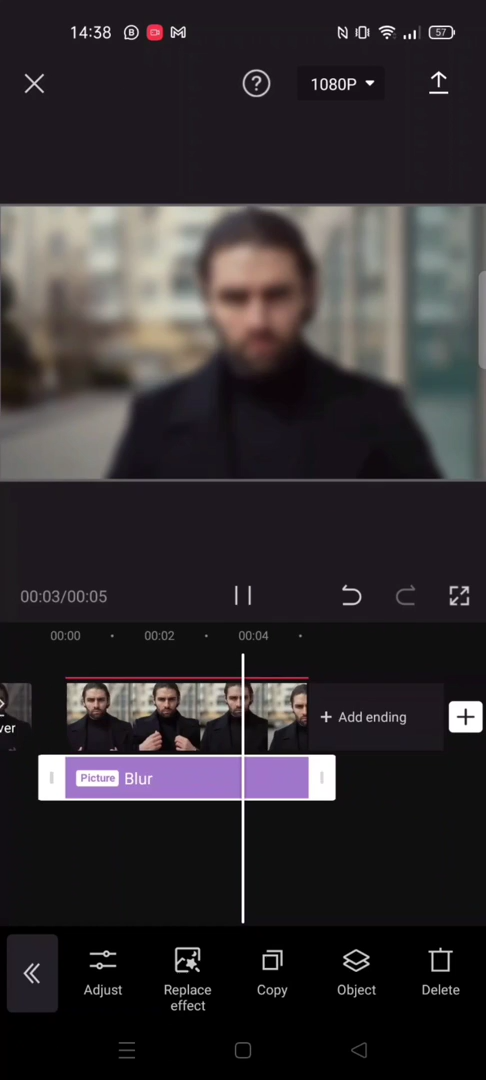 14:38
57
1080P
00:03/00:05
00:00
00:02
00:04
ver
+ Add ending
Picture Blur
Adjust
Replace effect
Copy
Object
Delete